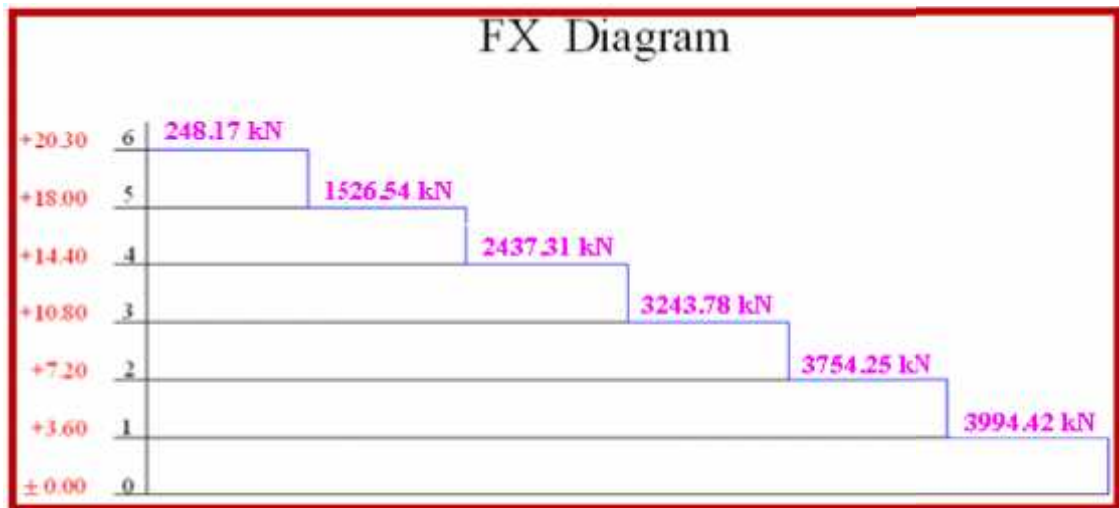 FX Diagram
+20.30 6 248.17 kN
+18.00 5 1526.54 kN
+14.40 4 2437.31 kN
+10.80 3 3243.78 kN
+7.20 2 3754.25 kN
+3.60 1 3994.42 kN
±0.00 0